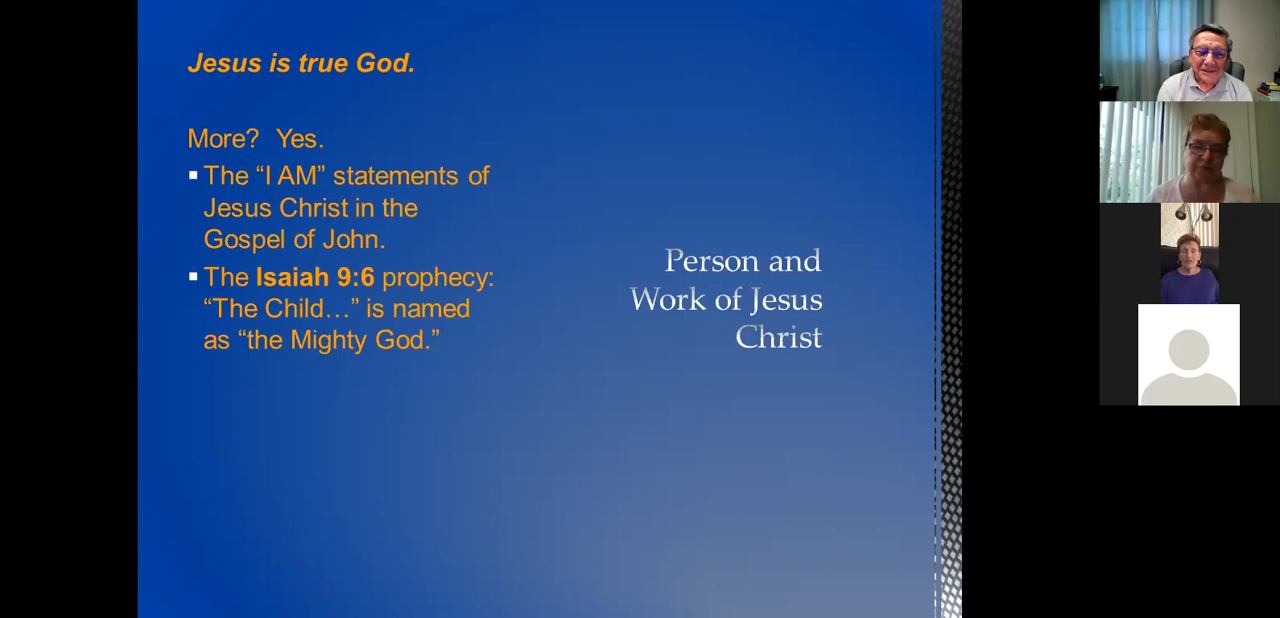 Jesus is true God.
More? Yes.
The “I AM” statements of
Jesus Christ in the
Gospel of John.
The Isaiah 9:6 prophecy:
“The Child…” is named
as “the Mighty God.”
Person and
Work of Jesus
Christ